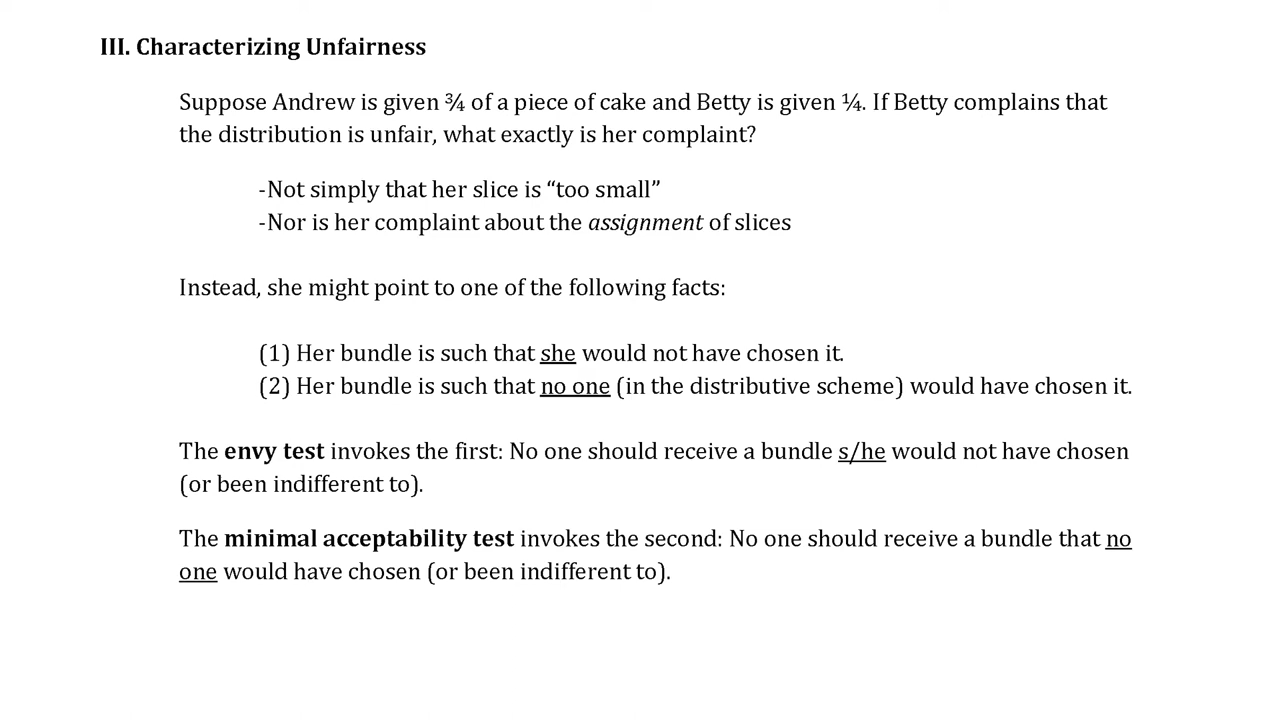 III. Characterizing Unfairness
Suppose Andrew is given ¾ of a piece of cake and Betty is given ¼. If Betty complains that
the distribution is unfair, what exactly is her complaint?
-Not simply that her slice is “too small”
-Nor is her complaint about the assignment of slices
Instead, she might point to one of the following facts:
(1) Her bundle is such that she would not have chosen it.
(2) Her bundle is such that no one (in the distributive scheme) would have chosen it.
The envy test invokes the first: No one should receive a bundle s/he would not have chosen
(or been indifferent to).
The minimal acceptability test invokes the second: No one should receive a bundle that no
one would have chosen (or been indifferent to).